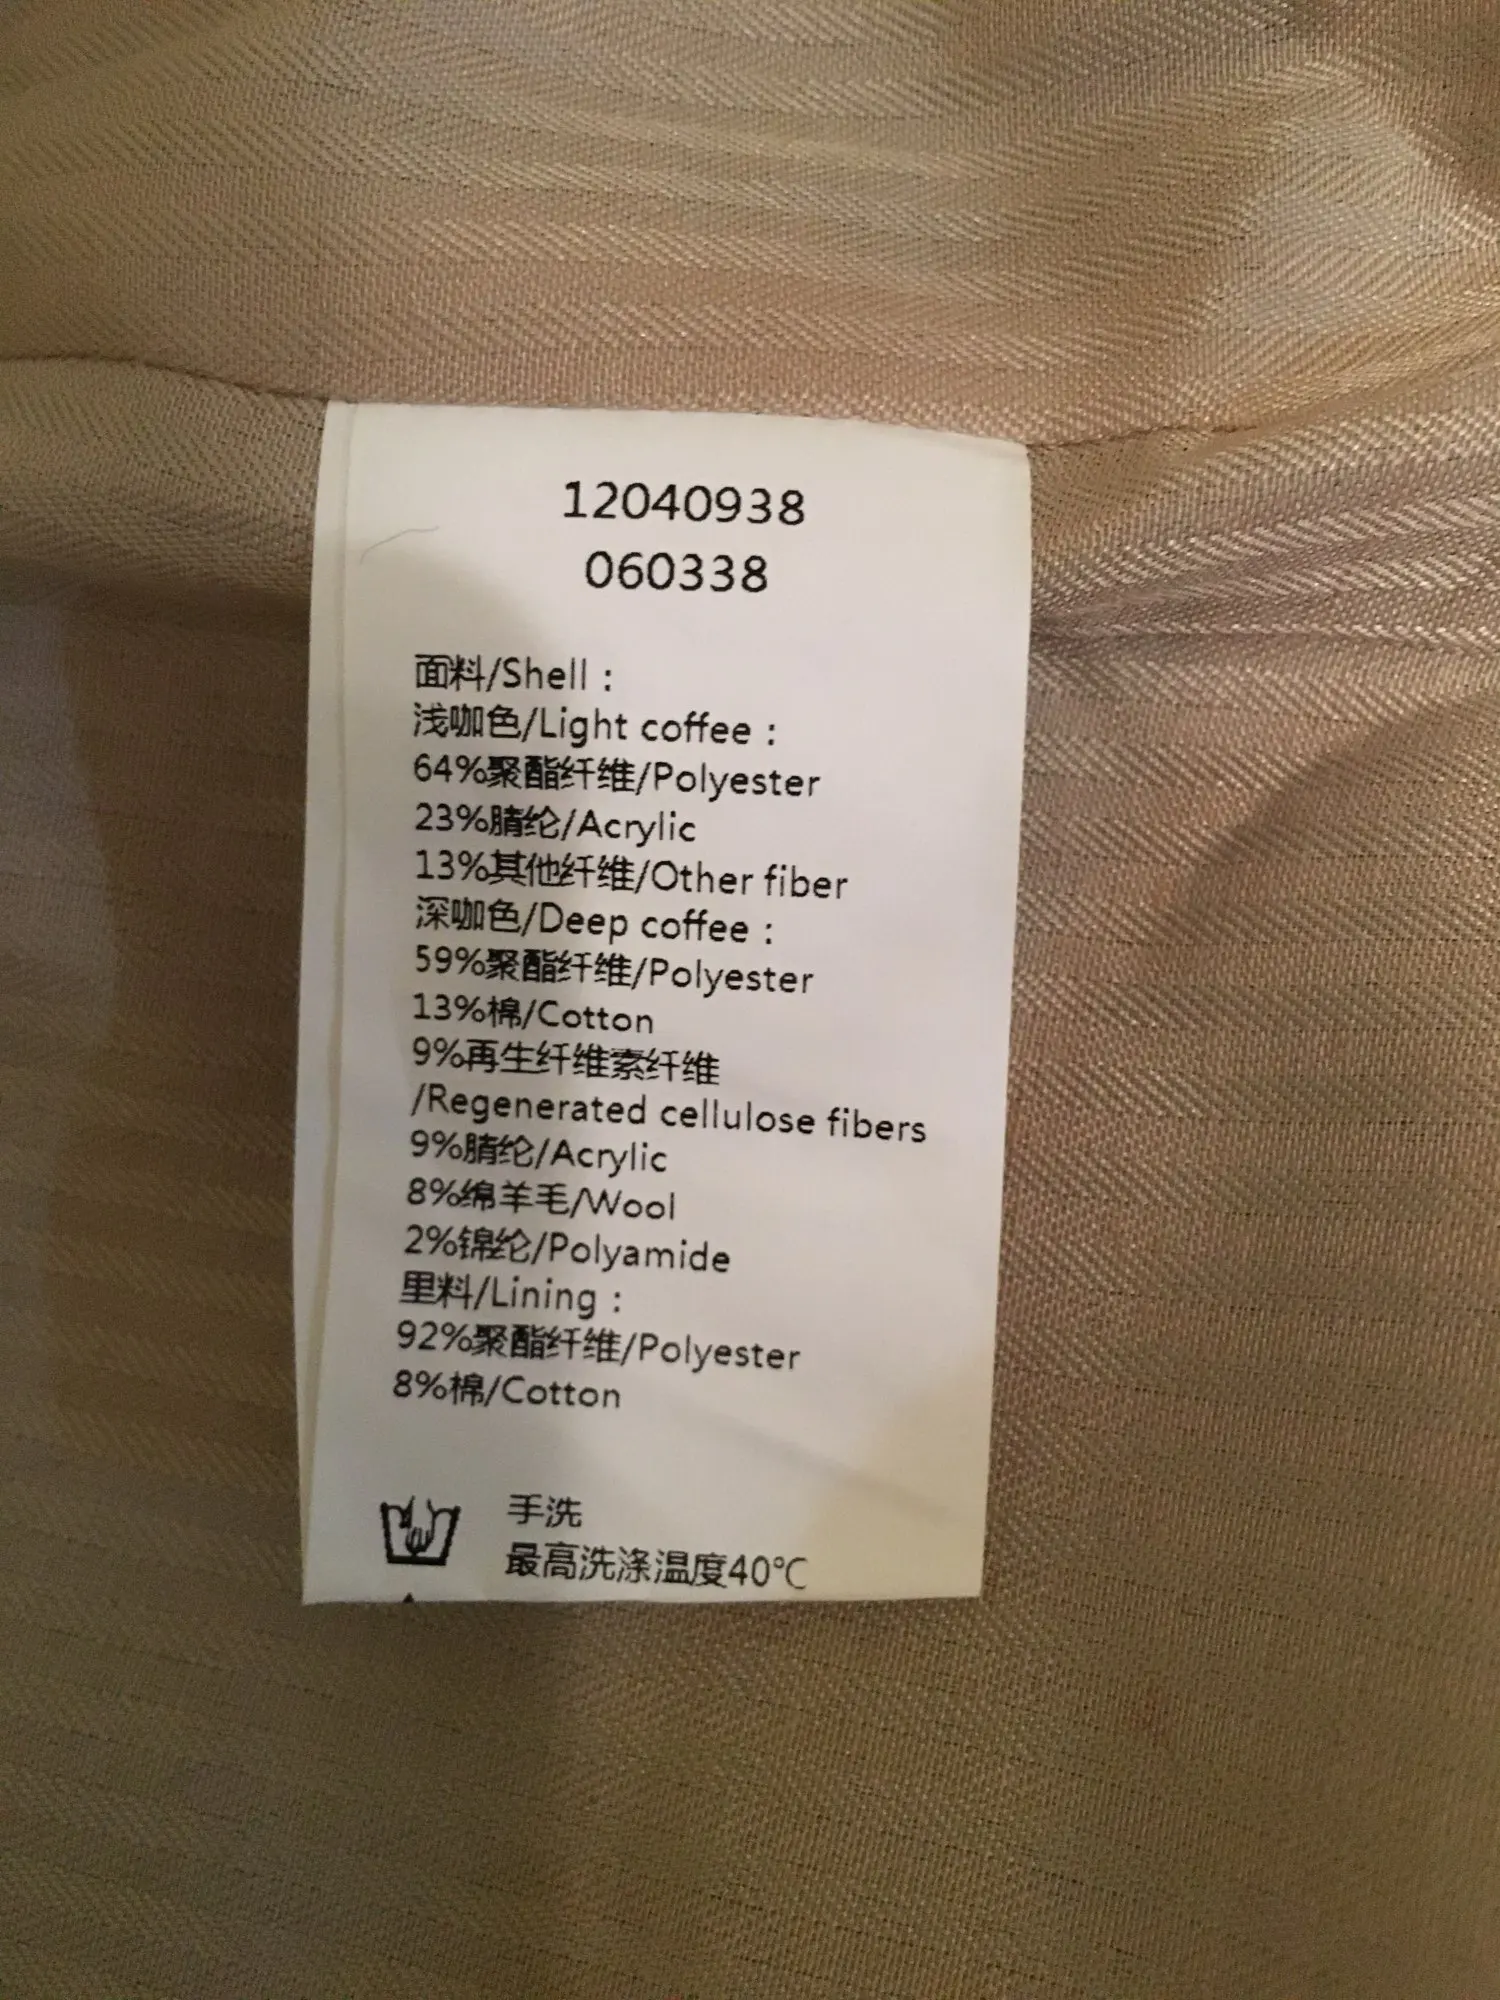 12040938
060338
面料/Shell：
浅咖色/Light coffee：
64%聚酯纤维/Polyester
23%腈纶/Acrylic
13%其他纤维/Other fiber
深咖色/Deep coffee：
59%聚酯纤维/Polyester
13%棉/Cotton
9%再生纤维素纤维
/Regenerated cellulose fibers
9%腈纶/Acrylic
8%绵羊毛/Wool
2%锦纶/Polyamide
里料/Lining：
92%聚酯纤维/Polyester
8%棉/Cotton
手洗
最高洗涤温度40℃